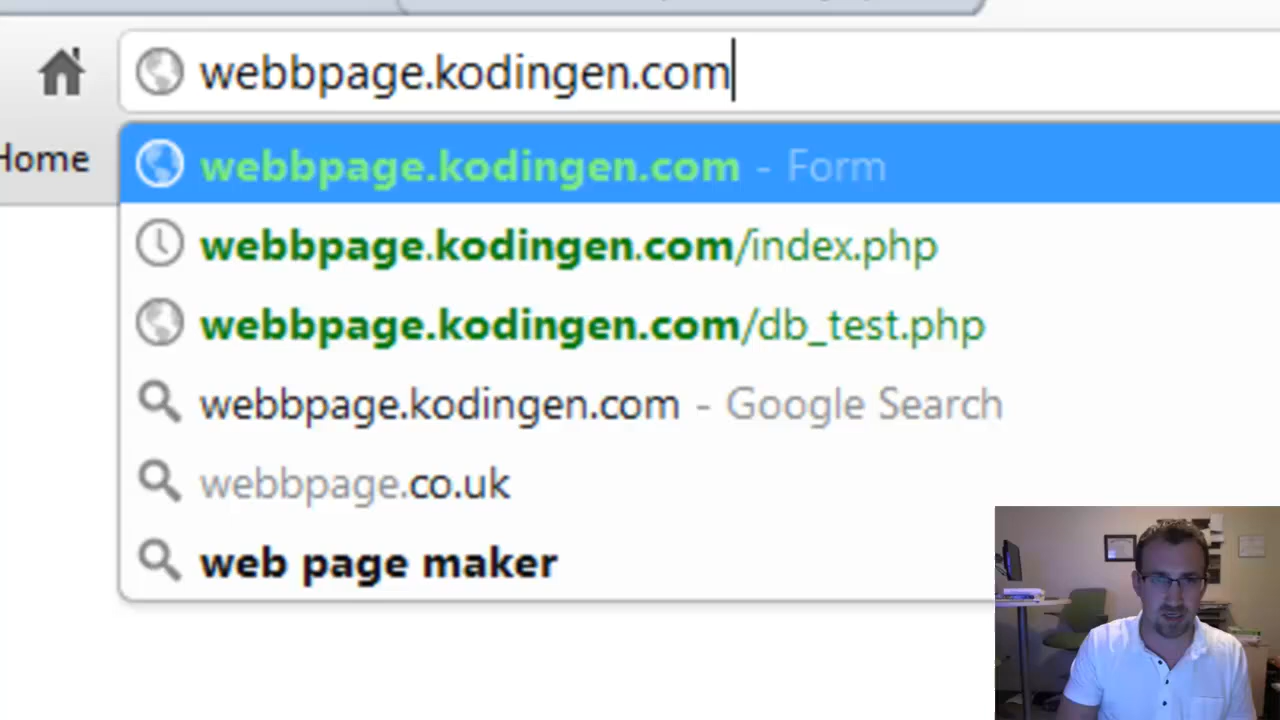 webbpage.kodingen.com
Home
webbpage.kodingen.com - Form
webbpage.kodingen.com/index.php
webbpage.kodingen.com/db_test.php
webbpage.kodingen.com - Google Search
webbpage.co.uk
web page maker